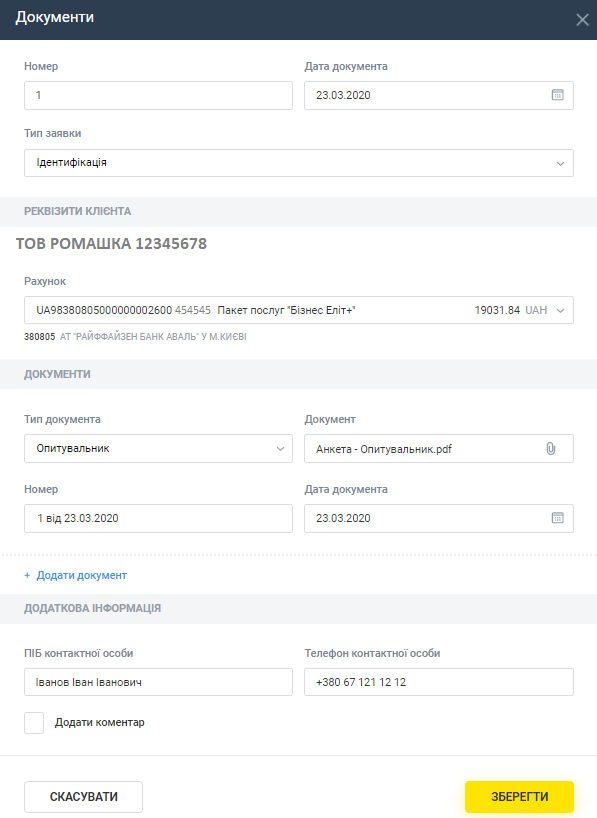 Документи
Номер Дата документа
1 23.03.2020
Тип заявки
Ідентифікація
РЕКВІЗИТИ КЛІЄНТА
ТОВ РОМАШКА 12345678
Рахунок
UA98380805000000002600 454545 Пакет послуг "Бізнес Еліт+" 19031.84 UAH
380805 АТ "РАЙФФАЙЗЕН БАНК АВАЛЬ" У М.КИЄВІ
ДОКУМЕНТИ
Тип документа Документ
Опитувальник Анкета - Опитувальник.pdf
Номер Дата документа
1 від 23.03.2020 23.03.2020
+ Додати документ
ДОДАТКОВА ІНФОРМАЦІЯ
ПІБ контактної особи Телефон контактної особи
Іванов Іван Іванович +380 67 121 12 12
Додати коментар
СКАСУВАТИ ЗБЕРЕГТИ